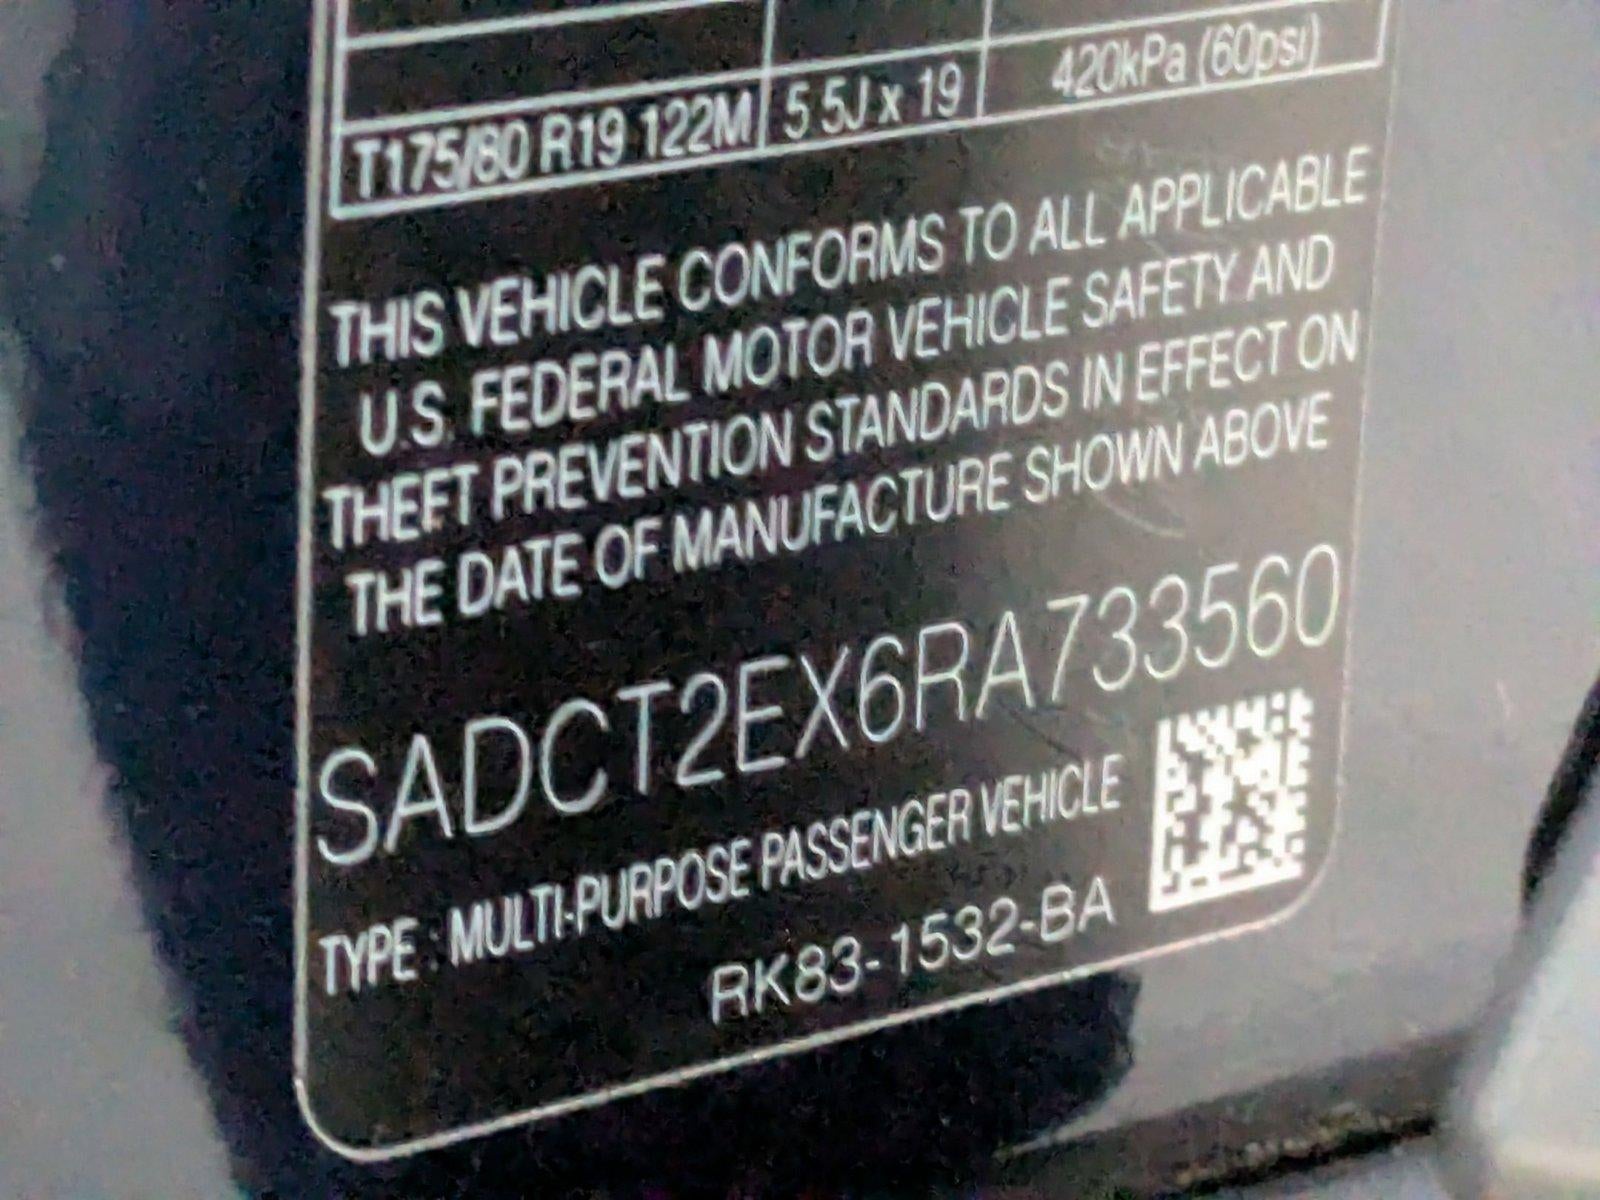 T175/80 R19 122M 5 5J x 19 420kPa (60psi)
THIS VEHICLE CONFORMS TO ALL APPLICABLE
U.S. FEDERAL MOTOR VEHICLE SAFETY AND
THEFT PREVENTION STANDARDS IN EFFECT ON
THE DATE OF MANUFACTURE SHOWN ABOVE
SADCT2EX6RA733560
TYPE : MULTI-PURPOSE PASSENGER VEHICLE
RK83-1532-BA